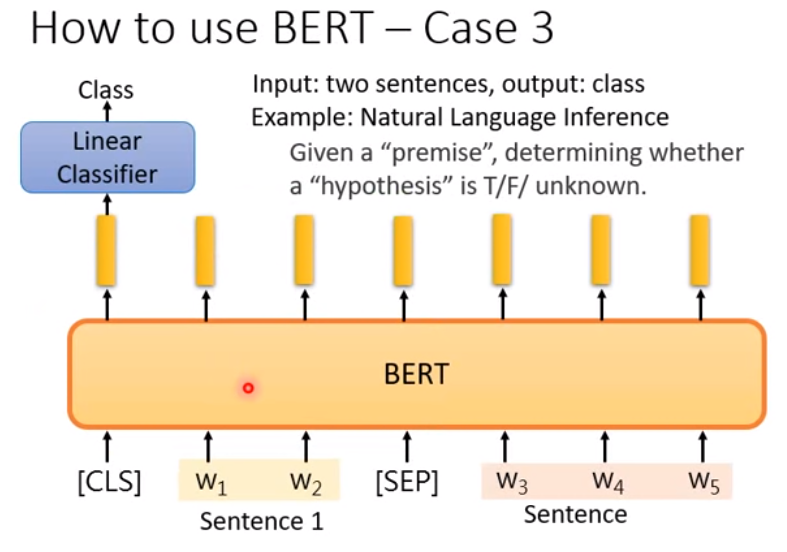 How to use BERT – Case 3
Class
Linear
Classifier
Input: two sentences, output: class
Example: Natural Language Inference
Given a “premise”, determining whether
a “hypothesis” is T/F/ unknown.
BERT
[CLS] w1 w2 [SEP] w3 w4 w5
Sentence 1 Sentence